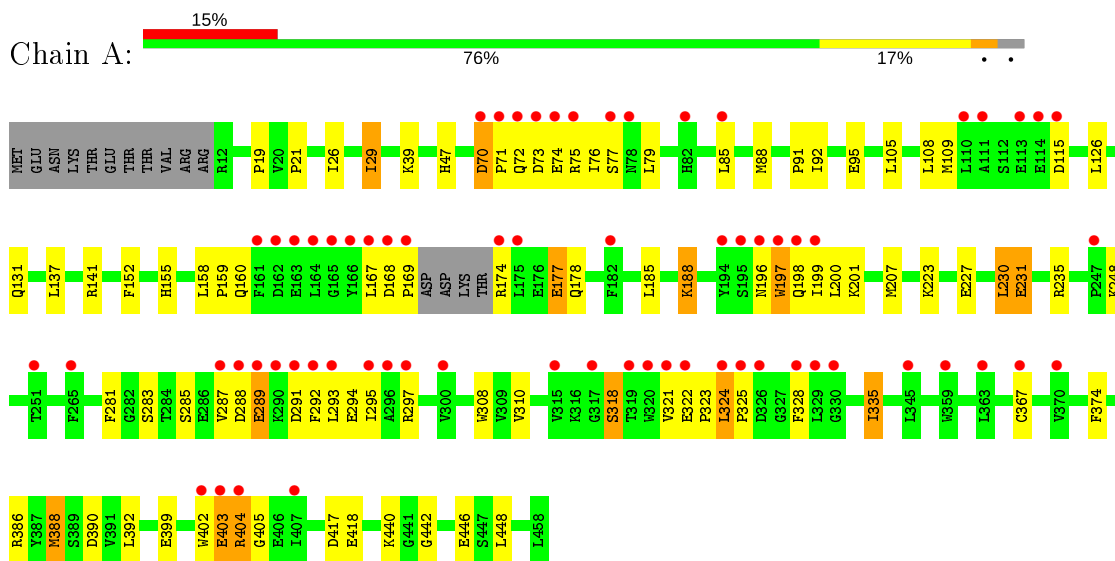 15%
Chain A:
76% 17% • •
MET GLU ASN LYS THR GLU THR THR VAL ARG ARG R12 P19 V20 P21 I26 I29 K39 H47 D70 P71 Q72 D73 E74 R75 I76 S77 N78 L79 H82 L85 M88 P91 I92 E95 L105 L108 M109 L110 A111 S112 E113 E114 D115 L126
Q131 L137 R141 F152 H155 L158 P159 Q160 F161 D162 E163 L164 G165 Y166 L167 D168 P169 ASP ASP LYS THR R174 L175 E176 E177 Q178 F182 L185 K188 Y194 S195 N196 W197 Q198 I199 L200 K201 M207 K223 E227 L230 E231 R235 P247 K248
T251 F265 F281 G282 S283 T284 S285 E286 V287 D288 E289 K290 D291 F292 L293 E294 I295 A296 R297 V300 W308 V309 V310 V315 K316 G317 S318 T319 W320 V321 E322 P323 L324 P325 D326 G327 F328 L329 G330 I335 L345 W359 L363 C367 V370 F374
R386 Y387 M388 S389 D390 V391 L392 E399 W402 E403 R404 G405 E406 I407 D417 E418 K440 G441 G442 E446 S447 L448 L458